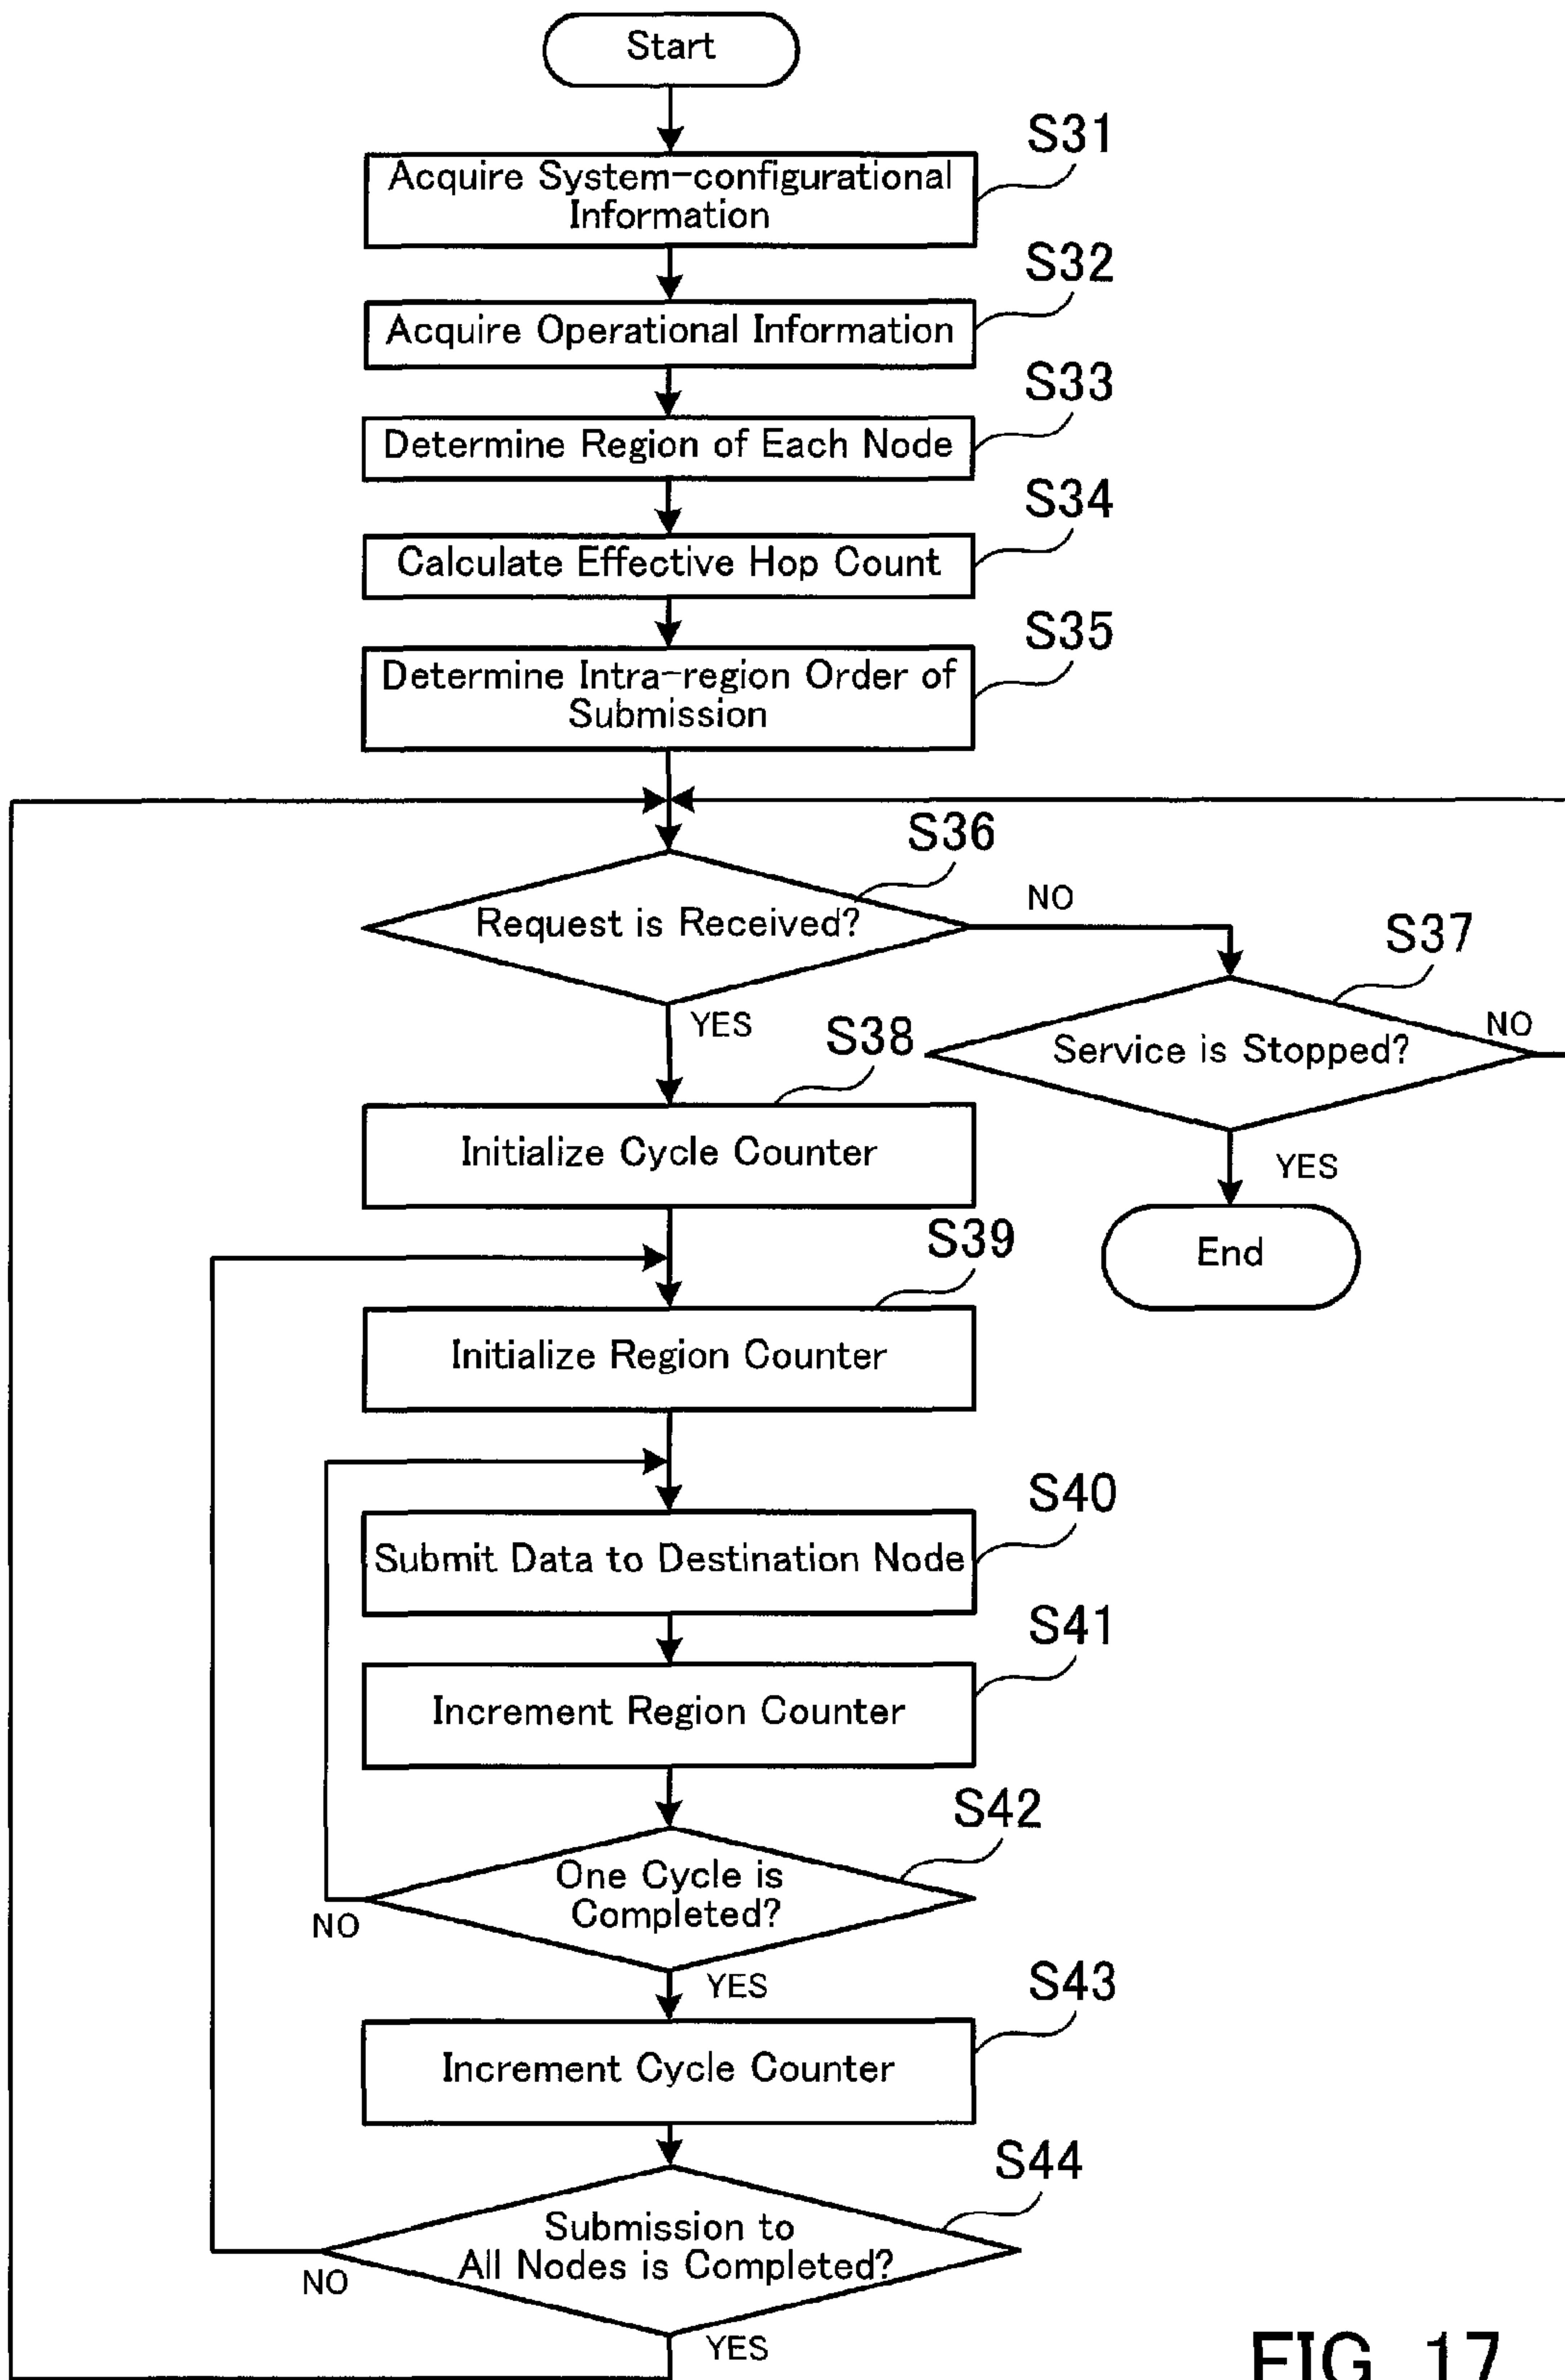 Start
S31
Acquire System-configurational
Information
S32
Acquire Operational Information
S33
Determine Region of Each Node
S34
Calculate Effective Hop Count
S35
Determine Intra-region Order of
Submission
S36
Request is Received?
NO
YES
S37
Service is Stopped?
NO
YES
End
S38
Initialize Cycle Counter
S39
Initialize Region Counter
S40
Submit Data to Destination Node
S41
Increment Region Counter
S42
One Cycle is
Completed?
NO
YES
S43
Increment Cycle Counter
S44
Submission to
All Nodes is Completed?
NO
YES
FIG. 17